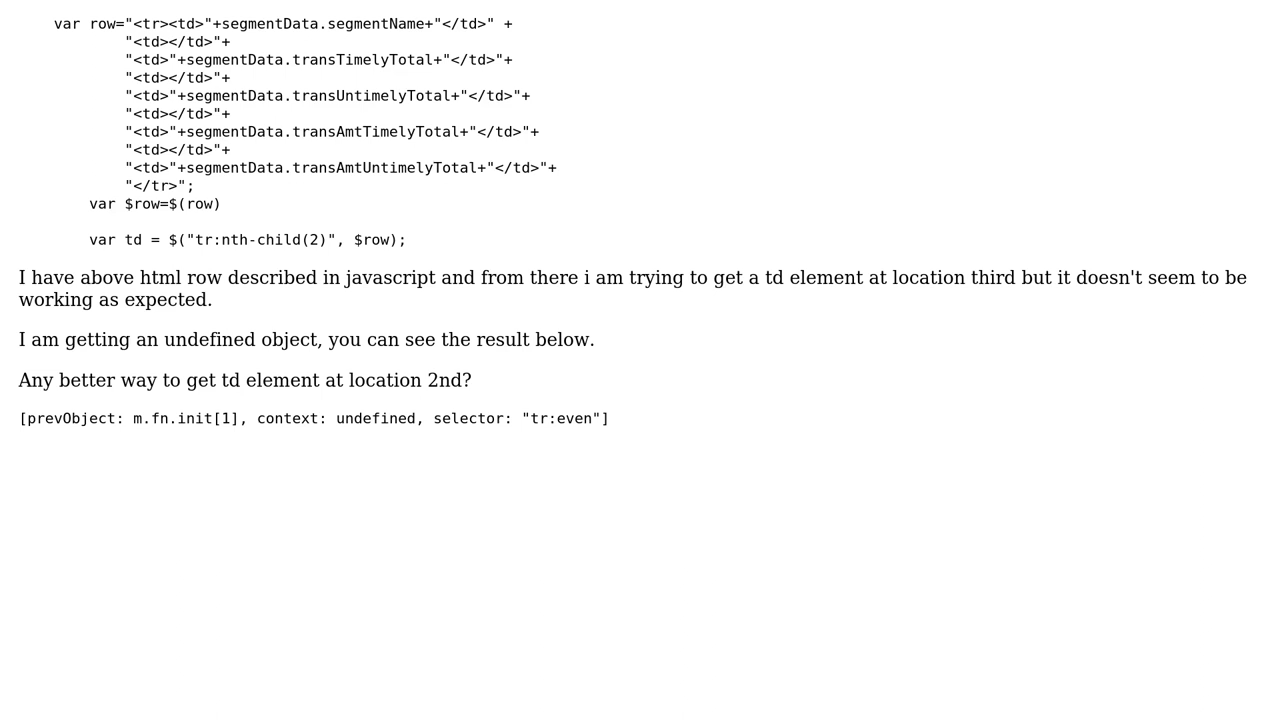 var row="<tr><td>"+segmentData.segmentName+"</td>" +
"<td></td>"+
"<td>"+segmentData.transTimelyTotal+"</td>"+
"<td></td>"+
"<td>"+segmentData.transUntimelyTotal+"</td>"+
"<td></td>"+
"<td>"+segmentData.transAmtTimelyTotal+"</td>"+
"<td></td>"+
"<td>"+segmentData.transAmtUntimelyTotal+"</td>"+
"</tr>";
var $row=$(row)
var td = $("tr:nth-child(2)", $row);
I have above html row described in javascript and from there i am trying to get a td element at location third but it doesn't seem to be
working as expected.
I am getting an undefined object, you can see the result below.
Any better way to get td element at location 2nd?
[prevObject: m.fn.init[1], context: undefined, selector: "tr:even"]